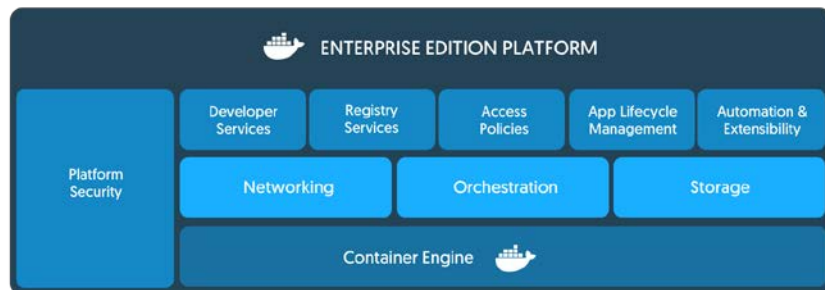 ENTERPRISE EDITION PLATFORM
Platform
Security
Developer
Services
Registry
Services
Access
Policies
App Lifecycle
Management
Automation &
Extensibility
Networking
Orchestration
Storage
Container Engine